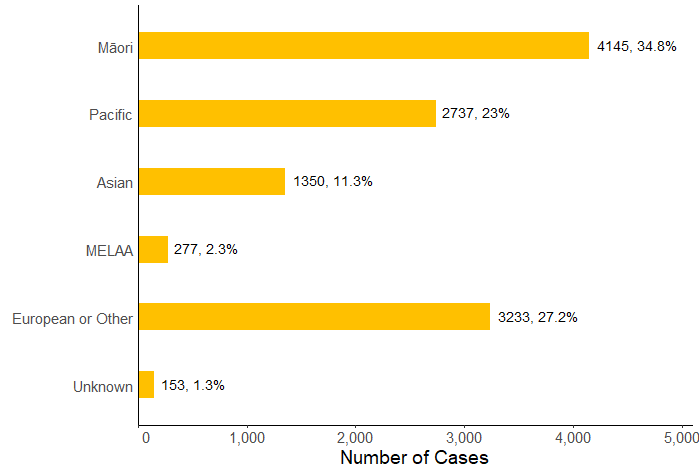 Māori
4145, 34.8%
Pacific
2737, 23%
Asian
1350, 11.3%
MELAA
277, 2.3%
European or Other
3233, 27.2%
Unknown
153, 1.3%
0 1,000 2,000 3,000 4,000 5,000
Number of Cases